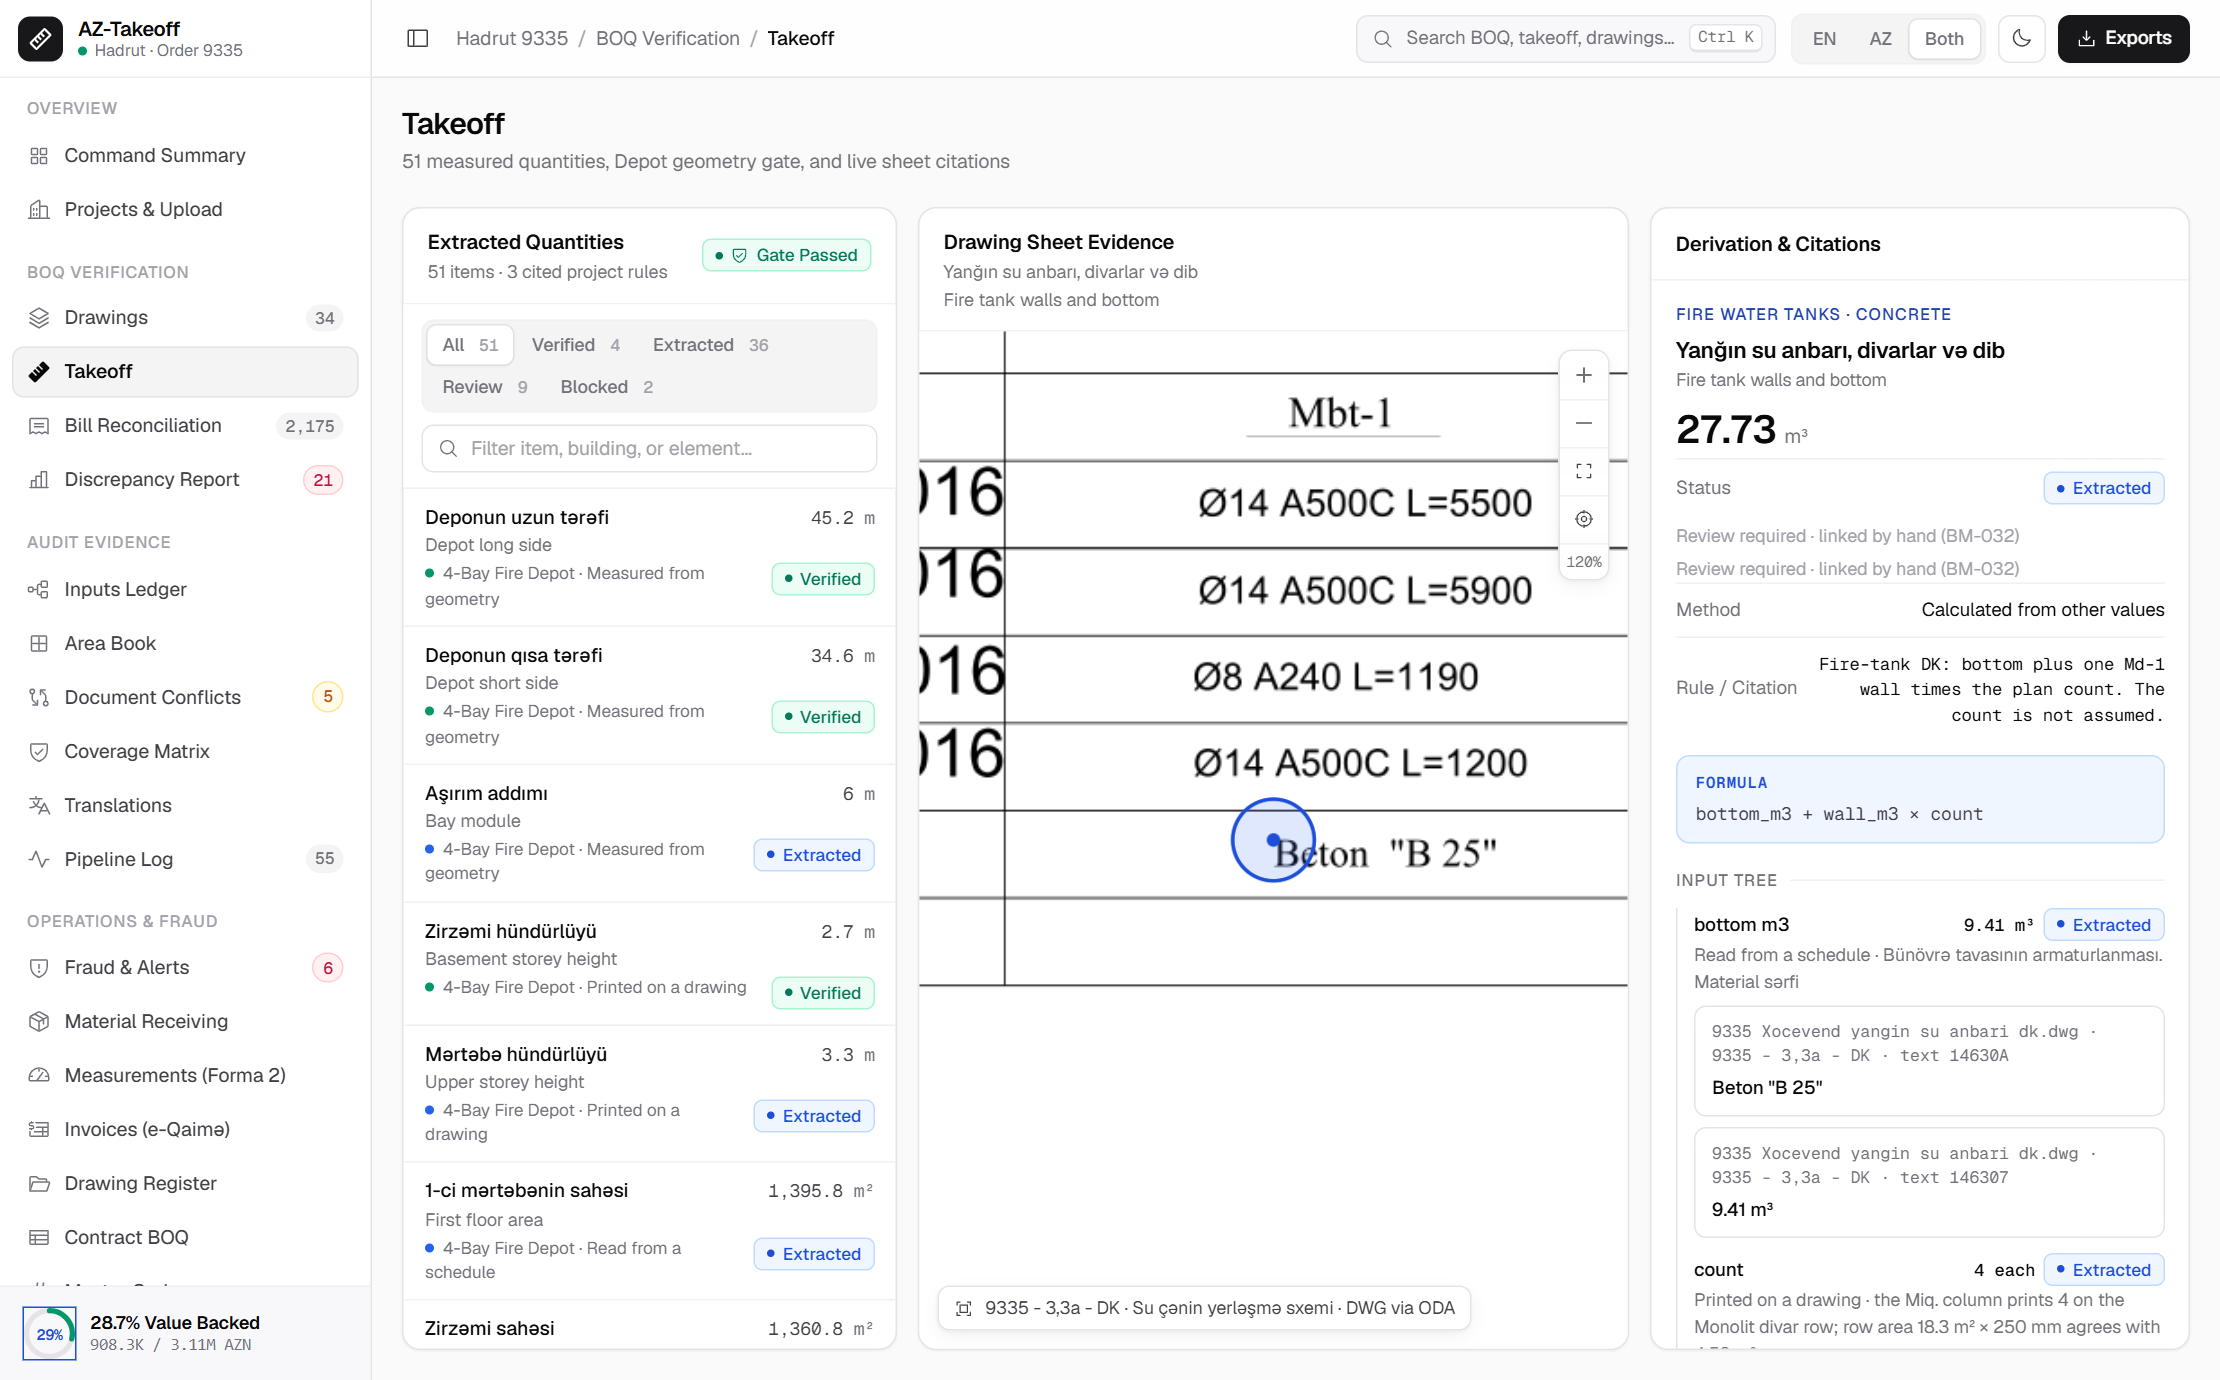 AZ-Takeoff
Hadrut · Order 9335
OVERVIEW
Command Summary
Projects & Upload
BOQ VERIFICATION
Drawings 34
Takeoff
Bill Reconciliation 2,175
Discrepancy Report 21
AUDIT EVIDENCE
Inputs Ledger
Area Book
Document Conflicts 5
Coverage Matrix
Translations
Pipeline Log 55
OPERATIONS & FRAUD
Fraud & Alerts 6
Material Receiving
Measurements (Forma 2)
Invoices (e-Qaimə)
Drawing Register
Contract BOQ
29%
28.7% Value Backed
908.3K / 3.11M AZN
Hadrut 9335 / BOQ Verification / Takeoff
Search BOQ, takeoff, drawings... Ctrl K
EN AZ Both
Exports
Takeoff
51 measured quantities, Depot geometry gate, and live sheet citations
Extracted Quantities
51 items · 3 cited project rules
Gate Passed
All 51 Verified 4 Extracted 36
Review 9 Blocked 2
Filter item, building, or element...
Deponun uzun tərəfi 45.2 m
Depot long side
4-Bay Fire Depot · Measured from
geometry
Verified
Deponun qısa tərəfi 34.6 m
Depot short side
4-Bay Fire Depot · Measured from
geometry
Verified
Aşırım addımı 6 m
Bay module
4-Bay Fire Depot · Measured from
geometry
Extracted
Zirzəmi hündürlüyü 2.7 m
Basement storey height
4-Bay Fire Depot · Printed on a drawing
Verified
Mərtəbə hündürlüyü 3.3 m
Upper storey height
4-Bay Fire Depot · Printed on a
drawing
Extracted
1-ci mərtəbənin sahəsi 1,395.8 m²
First floor area
4-Bay Fire Depot · Read from a
schedule
Extracted
Zirzəmi sahəsi 1,360.8 m²
Drawing Sheet Evidence
Yanğın su anbarı, divarlar və dib
Fire tank walls and bottom
Mbt-1
016 Ø14 A500C L=5500
016 Ø14 A500C L=5900
016 Ø8 A240 L=1190
016 Ø14 A500C L=1200
Beton "B 25"
120%
9335 - 3,3a - DK · Su çənin yerləşmə sxemi · DWG via ODA
Derivation & Citations
FIRE WATER TANKS · CONCRETE
Yanğın su anbarı, divarlar və dib
Fire tank walls and bottom
27.73 m³
Status Extracted
Review required · linked by hand (BM-032)
Review required · linked by hand (BM-032)
Method Calculated from other values
Rule / Citation
Fire-tank DK: bottom plus one Md-1
wall times the plan count. The
count is not assumed.
FORMULA
bottom_m3 + wall_m3 × count
INPUT TREE
bottom m3 9.41 m³ Extracted
Read from a schedule · Bünövrə tavasının armaturlanması.
Material sərfi
9335 Xocevend yangin su anbari dk.dwg ·
9335 - 3,3a - DK · text 14630A
Beton "B 25"
9335 Xocevend yangin su anbari dk.dwg ·
9335 - 3,3a - DK · text 146307
9.41 m³
count 4 each Extracted
Printed on a drawing · the Miq. column prints 4 on the
Monolit divar row; row area 18.3 m² × 250 mm agrees with